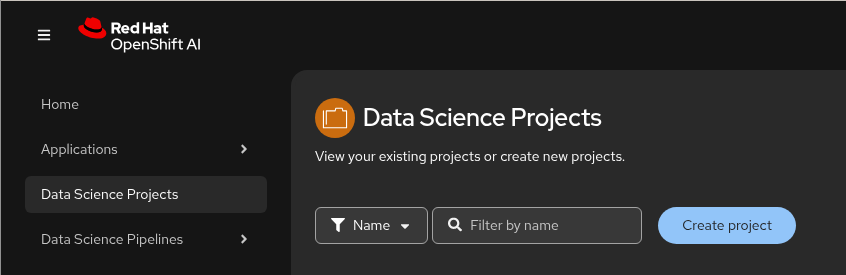 Red Hat
OpenShift AI
Home
Applications
Data Science Projects
Data Science Pipelines
Data Science Projects
View your existing projects or create new projects.
Name
Filter by name
Create project